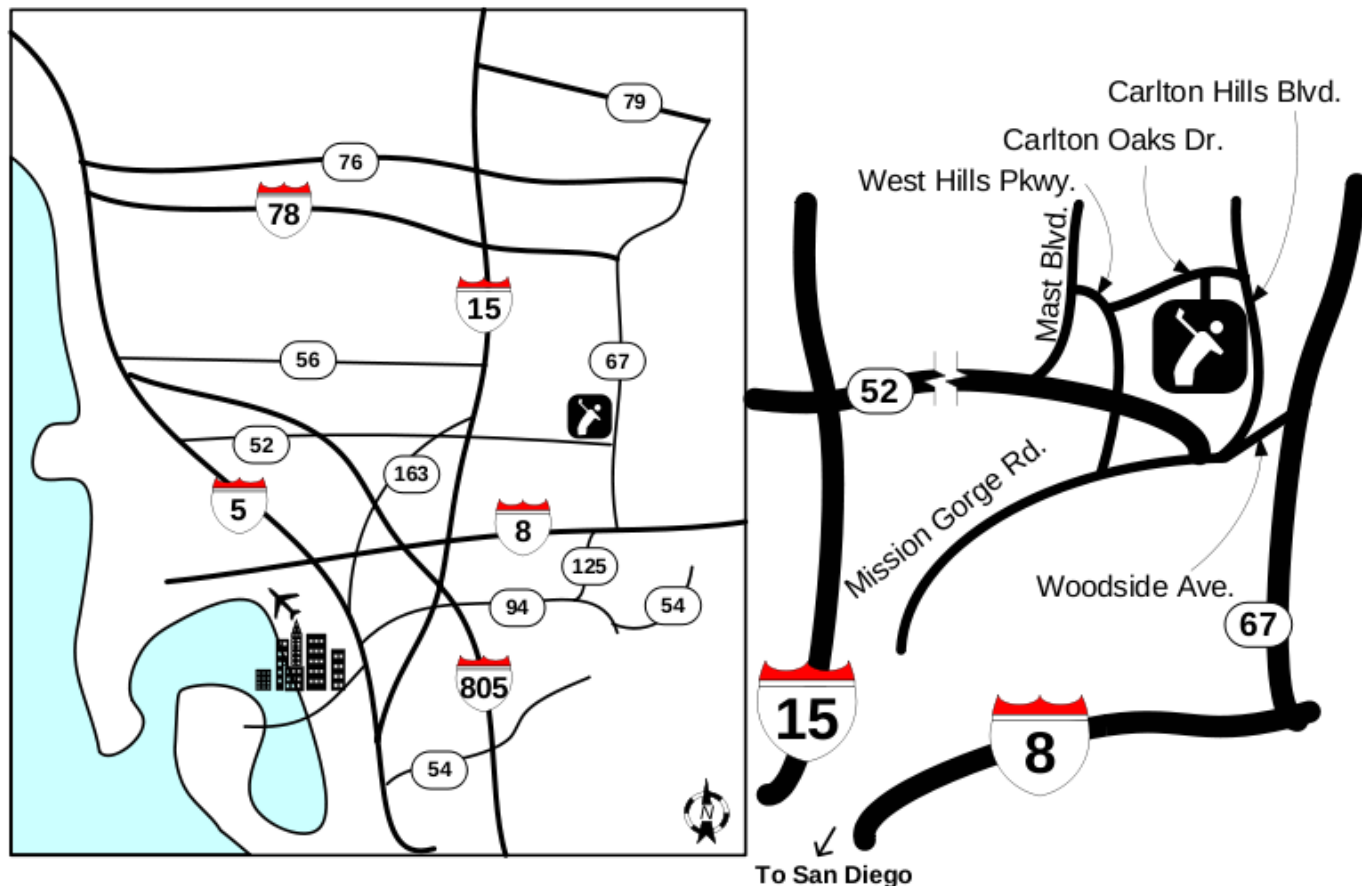 79
76
78
15
56
67
52
163
5
8
125
94
54
805
54
N
Carlton Hills Blvd.
Carlton Oaks Dr.
West Hills Pkwy.
Mast Blvd.
52
Mission Gorge Rd.
Woodside Ave.
67
15
8
To San Diego